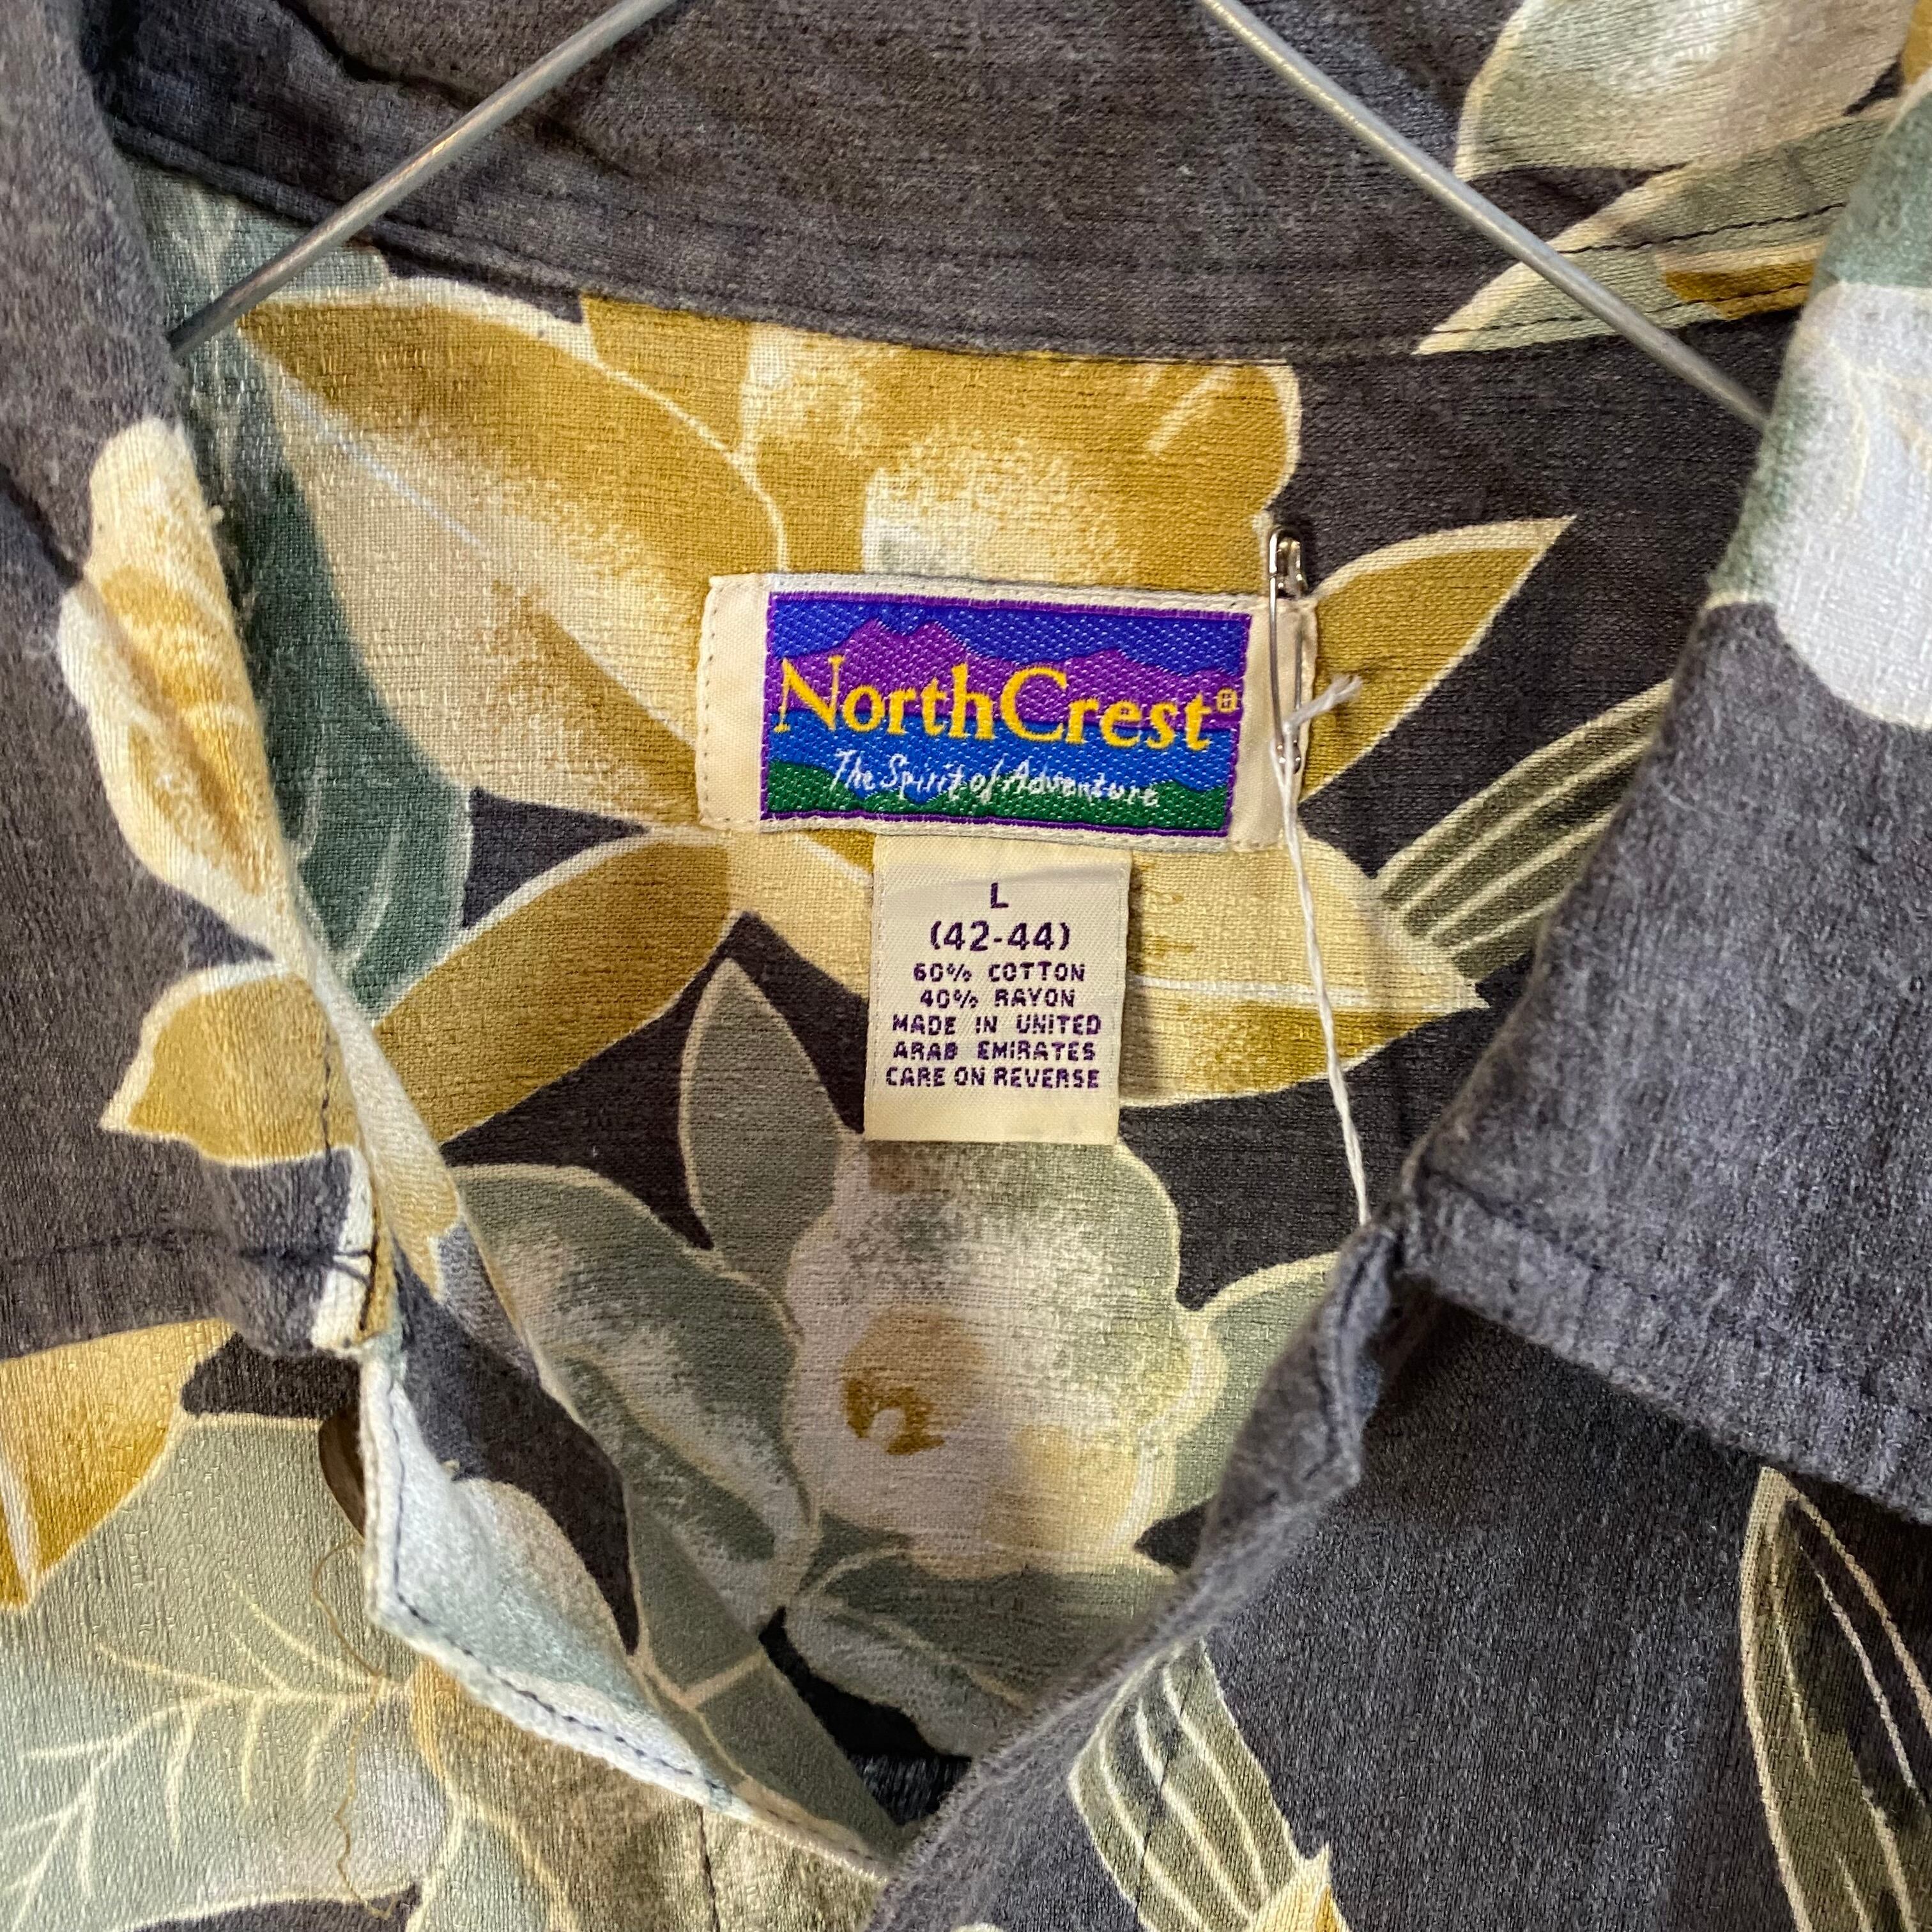 NorthCrest®
The Spirit of Adventure
L
(42-44)
60% COTTON
40% RAYON
MADE IN UNITED
ARAB EMIRATES
CARE ON REVERSE